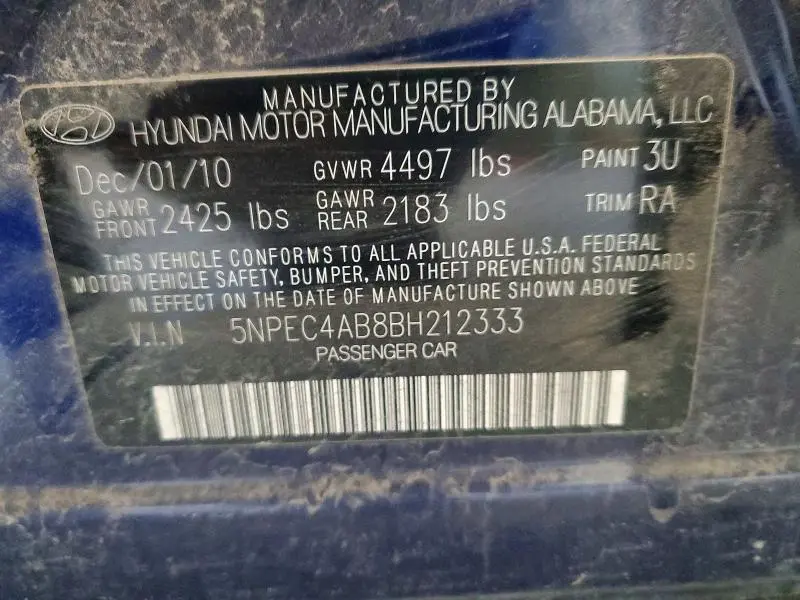 MANUFACTURED BY
HYUNDAI MOTOR MANUFACTURING ALABAMA, LLC
Dec/01/10 GVWR 4497 lbs PAINT 3U
GAWR FRONT 2425 lbs GAWR REAR 2183 lbs TRIM RA
THIS VEHICLE CONFORMS TO ALL APPLICABLE U.S.A. FEDERAL
MOTOR VEHICLE SAFETY, BUMPER, AND THEFT PREVENTION STANDARDS
IN EFFECT ON THE DATE OF MANUFACTURE SHOWN ABOVE
V.I.N 5NPEC4AB8BH212333
PASSENGER CAR